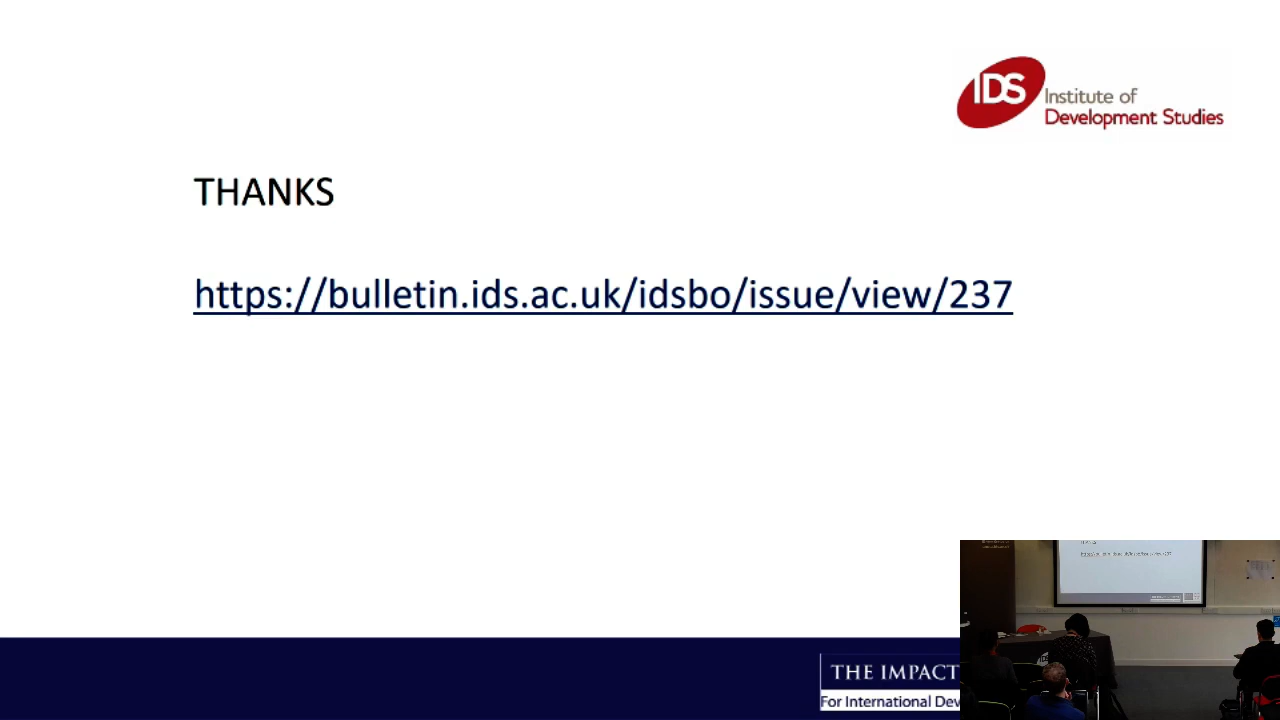 IDS
Institute of
Development Studies
THANKS
https://bulletin.ids.ac.uk/idsbo/issue/view/237
THE IMPACT
For International Dev